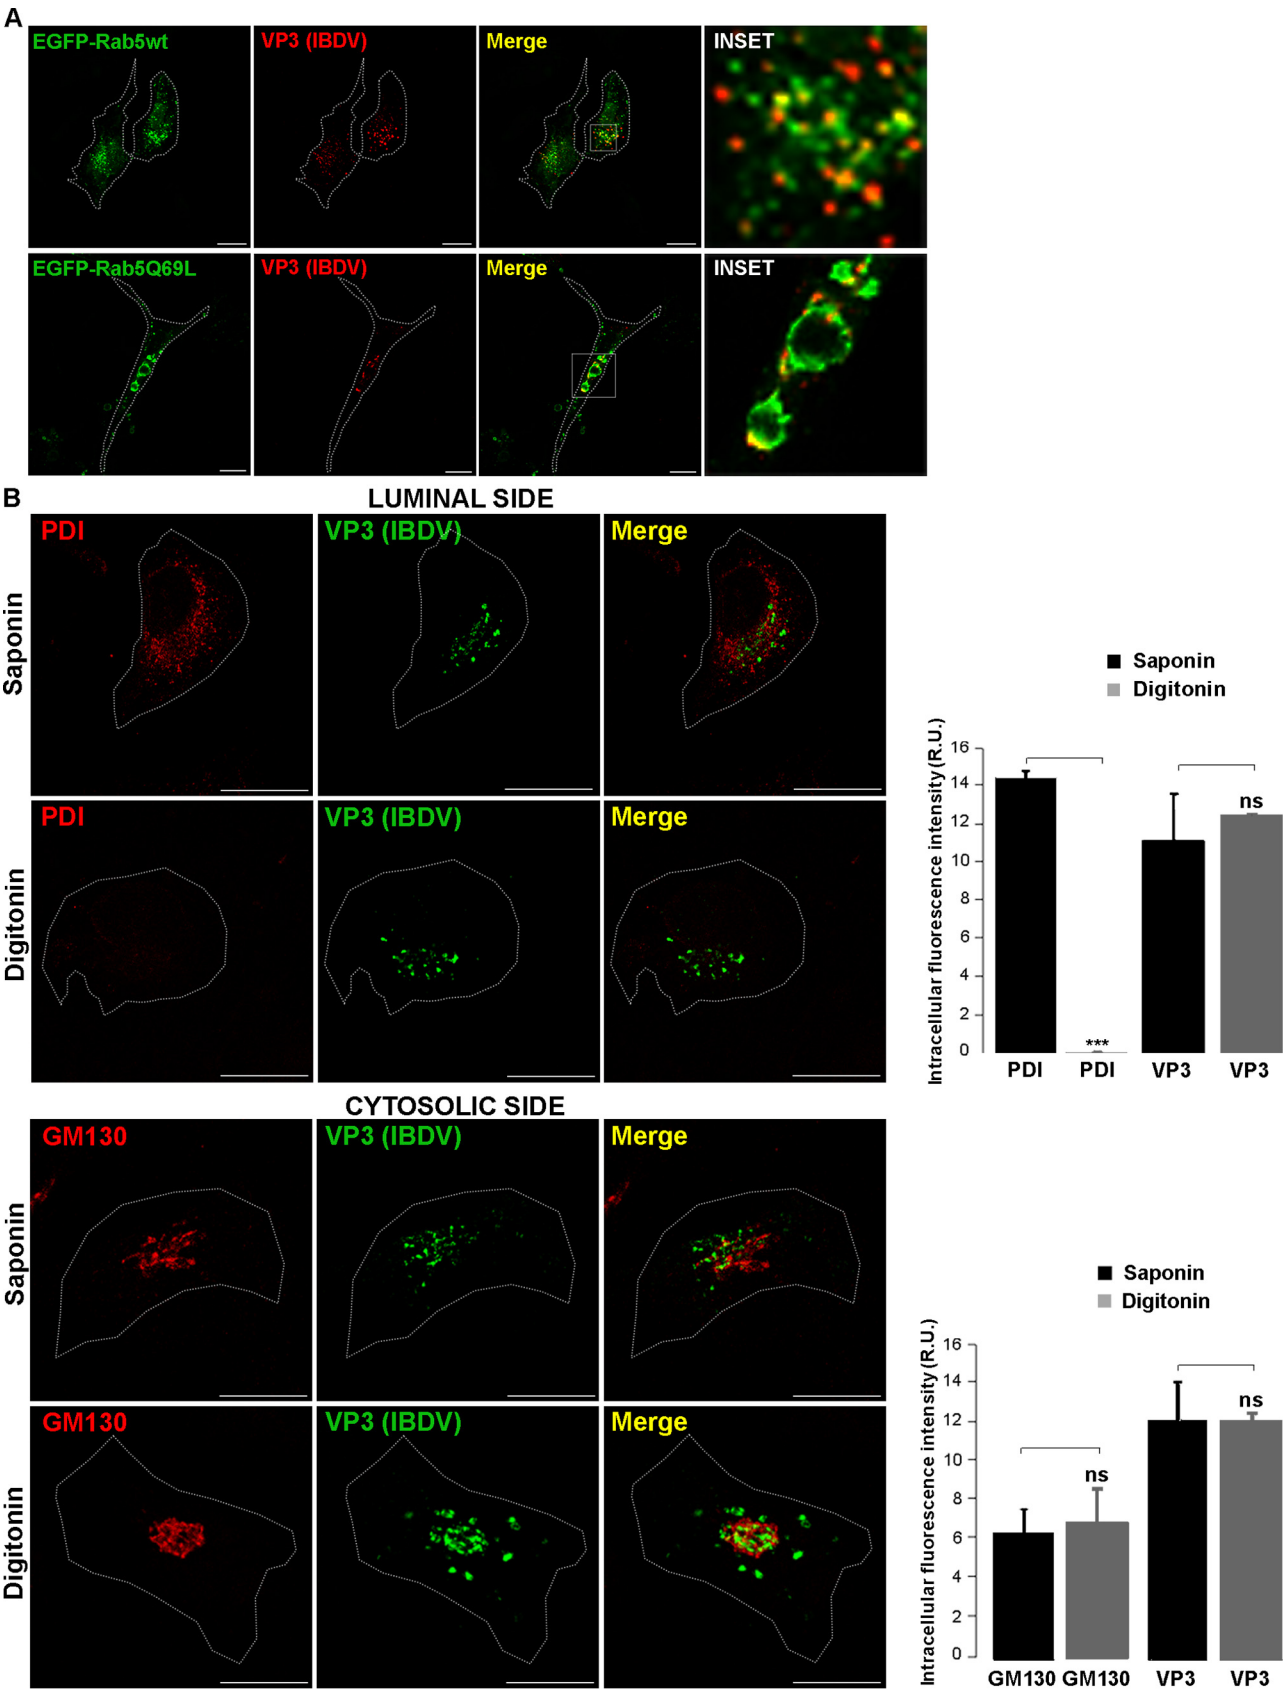 A
EGFP-Rab5wt
VP3 (IBDV)
Merge
INSET
EGFP-Rab5Q69L
VP3 (IBDV)
Merge
INSET
B
LUMINAL SIDE
Saponin
PDI
VP3 (IBDV)
Merge
Digitonin
PDI
VP3 (IBDV)
Merge
Saponin
Digitonin
Intracellular fluorescence intensity (R.U.)
16
14
12
10
8
6
4
2
0
***
ns
PDI
PDI
VP3
VP3
CYTOSOLIC SIDE
Saponin
GM130
VP3 (IBDV)
Merge
Digitonin
GM130
VP3 (IBDV)
Merge
Saponin
Digitonin
Intracellular fluorescence intensity (R.U.)
16
14
12
10
8
6
4
2
0
ns
ns
GM130
GM130
VP3
VP3